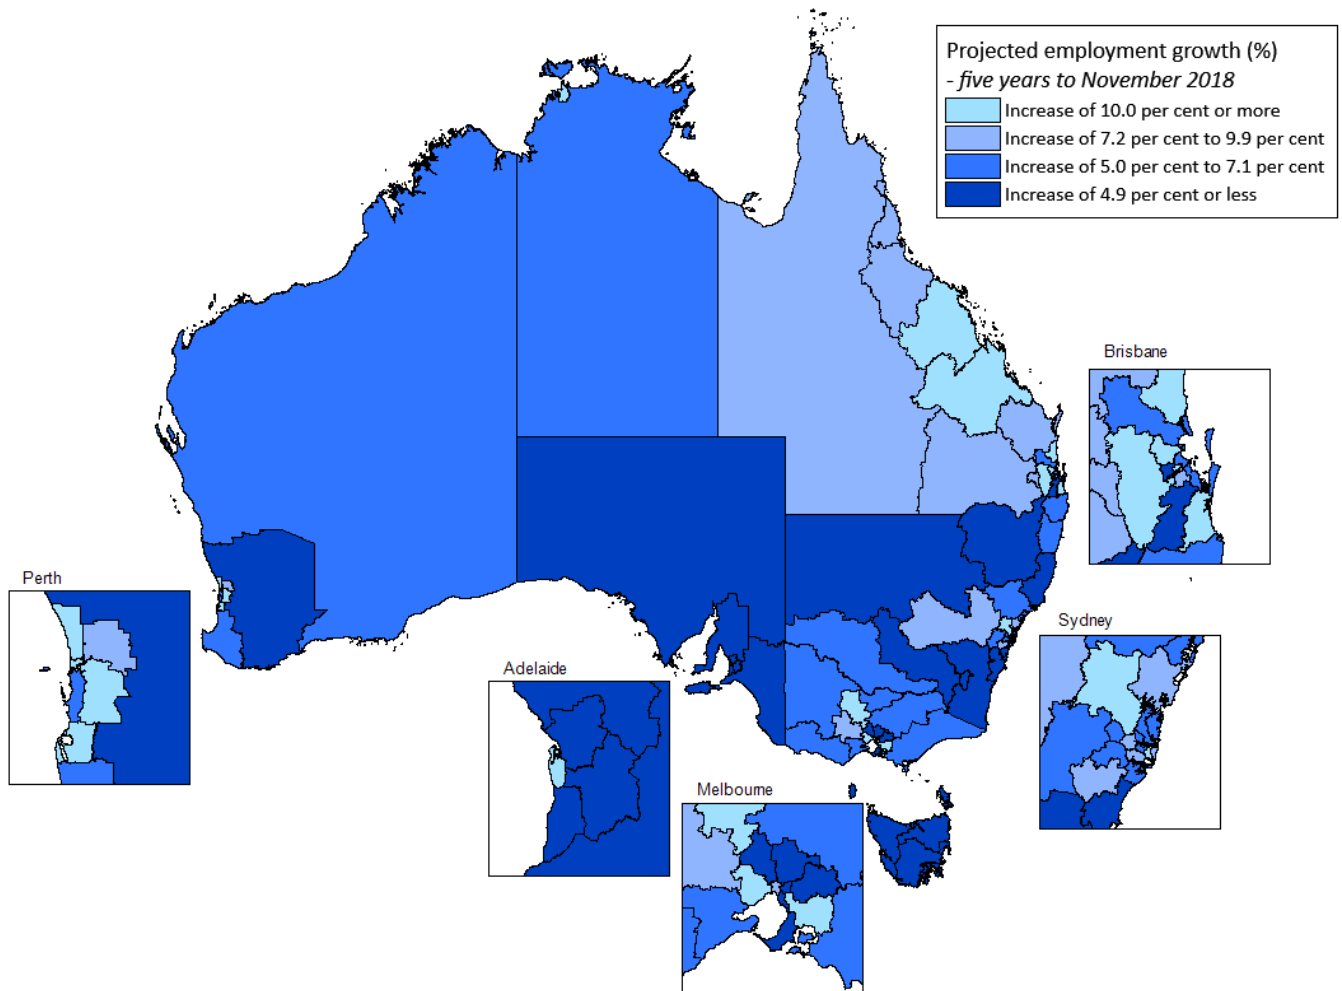 Projected employment growth (%)
- five years to November 2018
Increase of 10.0 per cent or more
Increase of 7.2 per cent to 9.9 per cent
Increase of 5.0 per cent to 7.1 per cent
Increase of 4.9 per cent or less
Brisbane
Perth
Sydney
Adelaide
Melbourne